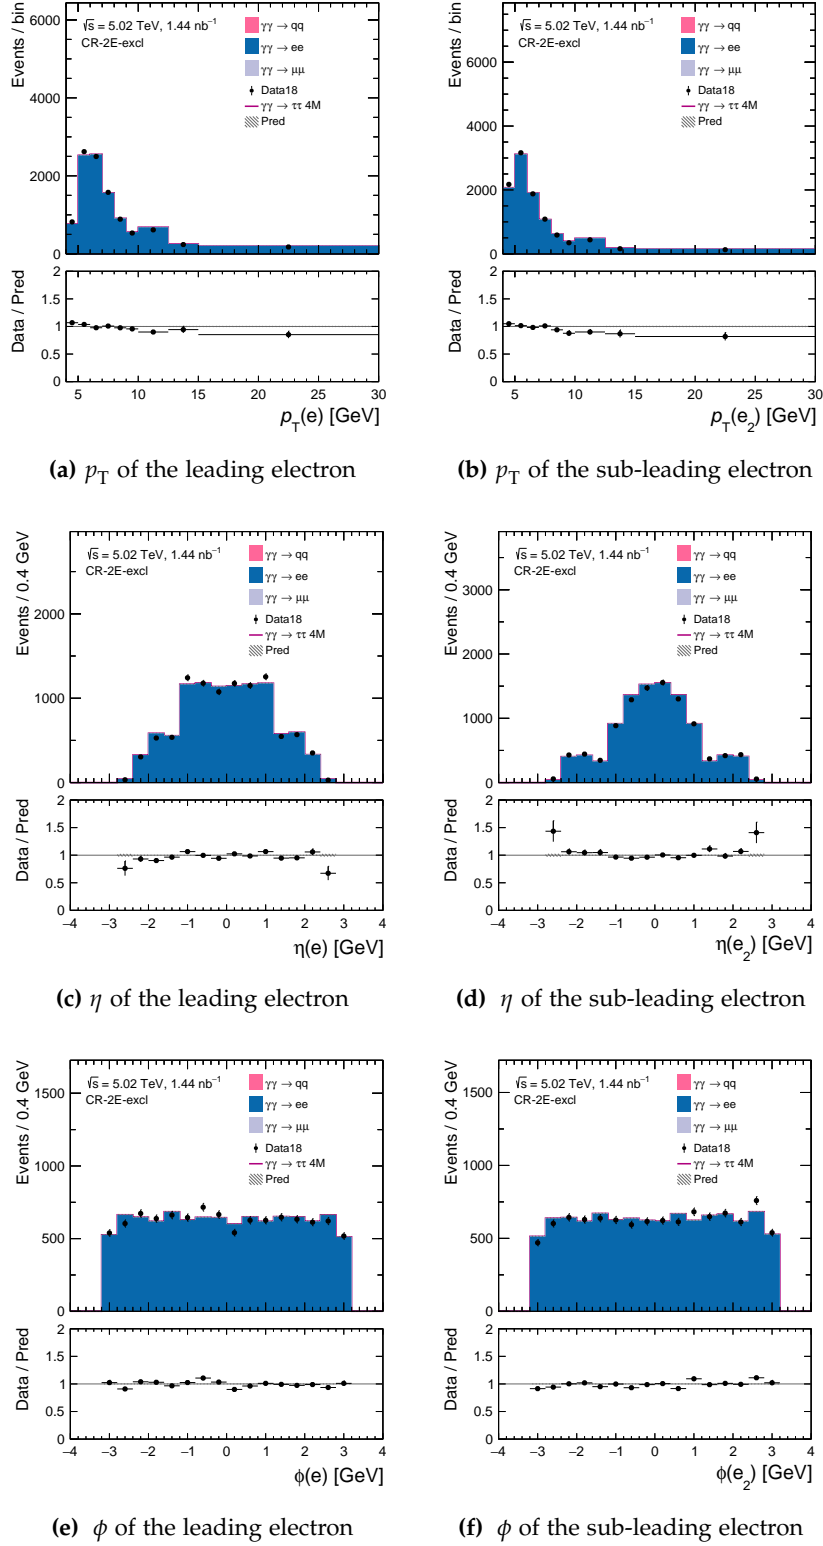 Events / bin
√s = 5.02 TeV, 1.44 nb⁻¹
CR-2E-excl
γγ → qq
γγ → ee
γγ → μμ
Data18
γγ → ττ 4M
Pred
6000
4000
2000
0
Data / Pred
2
1.5
1
0.5
0
5 10 15 20 25 30
p_T(e) [GeV]
(a) p_T of the leading electron
Events / bin
√s = 5.02 TeV, 1.44 nb⁻¹
CR-2E-excl
γγ → qq
γγ → ee
γγ → μμ
Data18
γγ → ττ 4M
Pred
6000
4000
2000
0
Data / Pred
2
1.5
1
0.5
0
5 10 15 20 25 30
p_T(e₂) [GeV]
(b) p_T of the sub-leading electron
Events / 0.4 GeV
√s = 5.02 TeV, 1.44 nb⁻¹
CR-2E-excl
γγ → qq
γγ → ee
γγ → μμ
Data18
γγ → ττ 4M
Pred
2000
1000
0
Data / Pred
2
1.5
1
0.5
0
−4 −3 −2 −1 0 1 2 3 4
η(e) [GeV]
(c) η of the leading electron
Events / 0.4 GeV
√s = 5.02 TeV, 1.44 nb⁻¹
CR-2E-excl
γγ → qq
γγ → ee
γγ → μμ
Data18
γγ → ττ 4M
Pred
3000
2000
1000
0
Data / Pred
2
1.5
1
0.5
0
−4 −3 −2 −1 0 1 2 3 4
η(e₂) [GeV]
(d) η of the sub-leading electron
Events / 0.4 GeV
√s = 5.02 TeV, 1.44 nb⁻¹
CR-2E-excl
γγ → qq
γγ → ee
γγ → μμ
Data18
γγ → ττ 4M
Pred
1500
1000
500
0
Data / Pred
2
1.5
1
0.5
0
−4 −3 −2 −1 0 1 2 3 4
ϕ(e) [GeV]
(e) ϕ of the leading electron
Events / 0.4 GeV
√s = 5.02 TeV, 1.44 nb⁻¹
CR-2E-excl
γγ → qq
γγ → ee
γγ → μμ
Data18
γγ → ττ 4M
Pred
1500
1000
500
0
Data / Pred
2
1.5
1
0.5
0
−4 −3 −2 −1 0 1 2 3 4
ϕ(e₂) [GeV]
(f) ϕ of the sub-leading electron